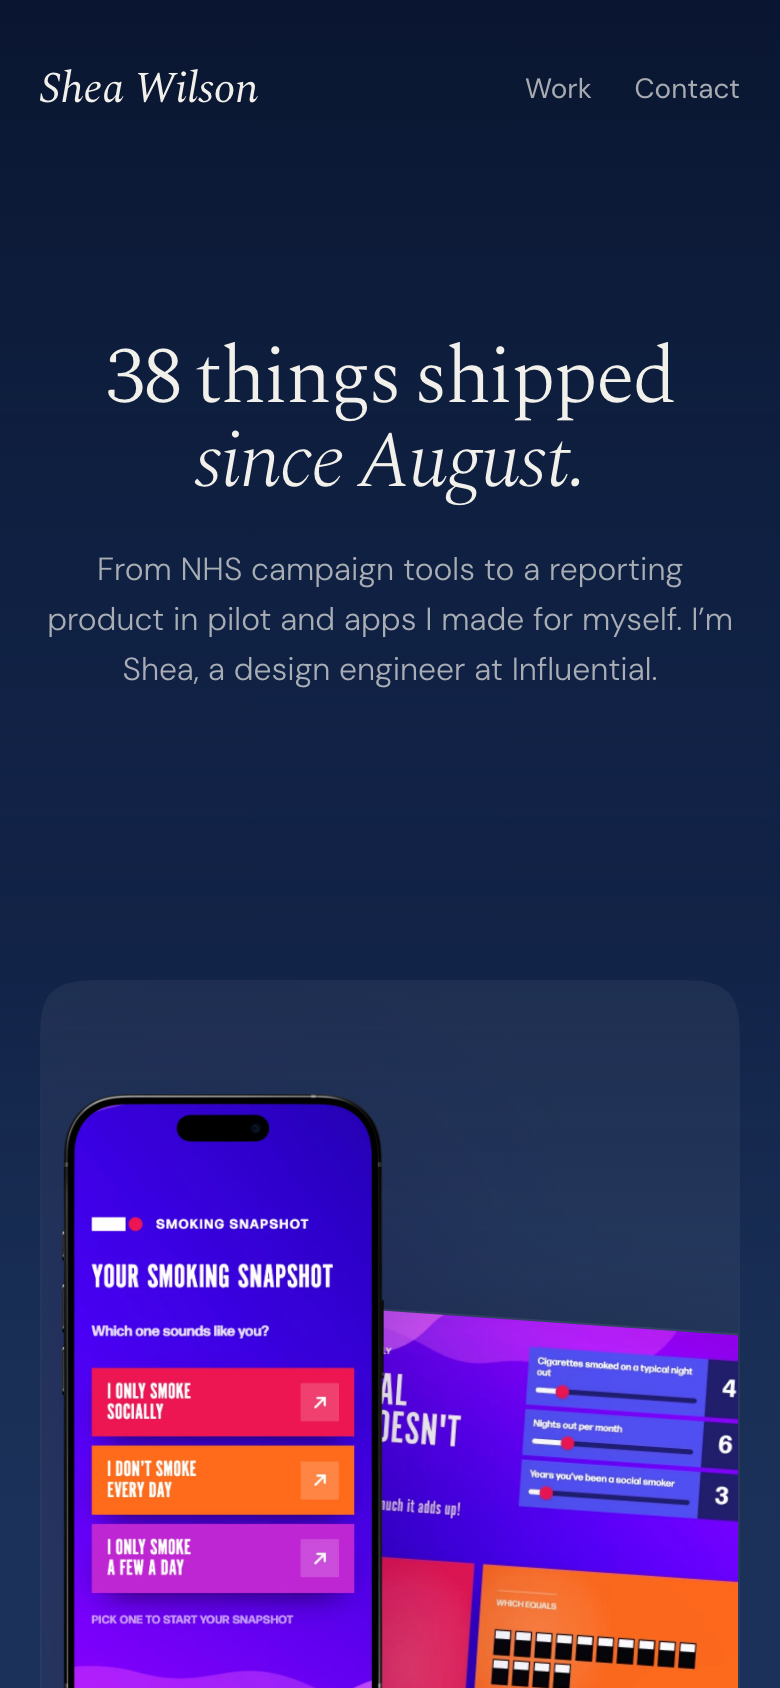 Shea Wilson
Work
Contact
38 things shipped
since August.
From NHS campaign tools to a reporting
product in pilot and apps I made for myself. I’m
Shea, a design engineer at Influential.
SMOKING SNAPSHOT
YOUR SMOKING SNAPSHOT
Which one sounds like you?
I ONLY SMOKE
SOCIALLY
I DON'T SMOKE
EVERY DAY
I ONLY SMOKE
A FEW A DAY
PICK ONE TO START YOUR SNAPSHOT
Cigarettes smoked on a typical night
out
4
Nights out per month
6
Years you've been a social smoker
3
it adds up!
WHICH EQUALS